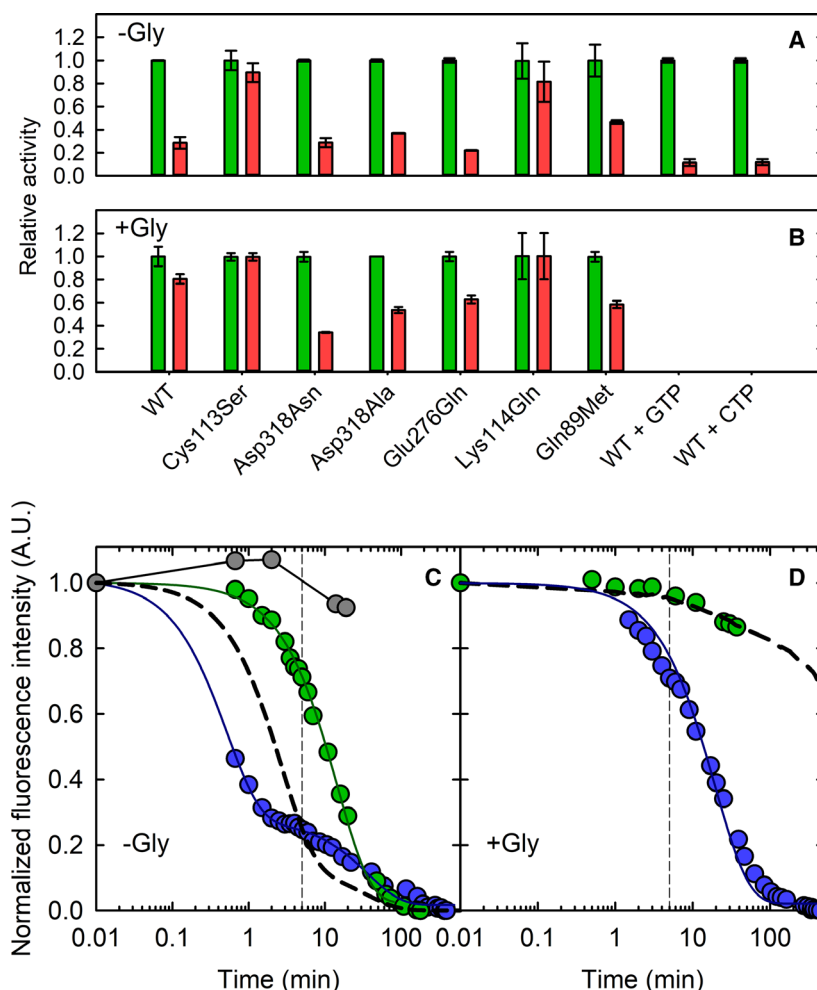 -Gly
A
1.2
1.0
0.8
0.6
0.4
0.2
0.0
Relative activity
+Gly
B
1.2
1.0
0.8
0.6
0.4
0.2
0.0
WT
Cys113Ser
Asp318Asn
Asp318Ala
Glu276Gln
Lys114Gln
Gln89Met
WT + GTP
WT + CTP
Normalized fluorescence intensity (A.U.)
C
D
1.0
0.8
0.6
0.4
0.2
0.0
-Gly
+Gly
0.01 0.1 1 10 100 0.01 0.1 1 10 100
Time (min) Time (min)